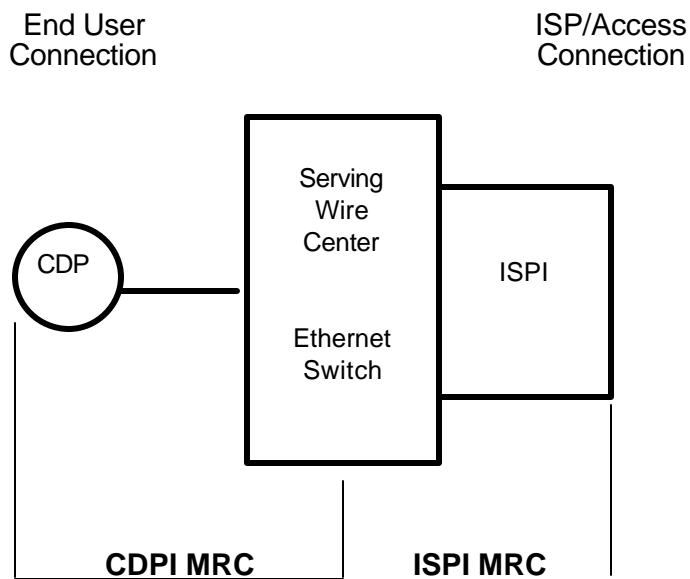 End User
Connection
ISP/Access
Connection
Serving
Wire
Center
CDP
ISPI
Ethernet
Switch
CDPI MRC
ISPI MRC